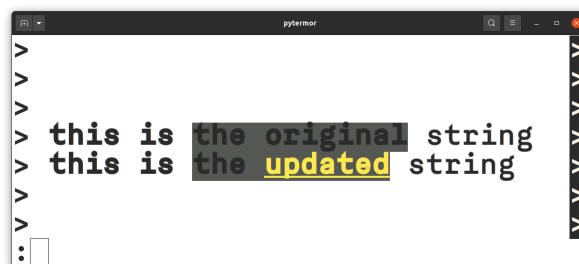 pytermor
>
>
>
> this is the original string
> this is the updated string
>
>
: